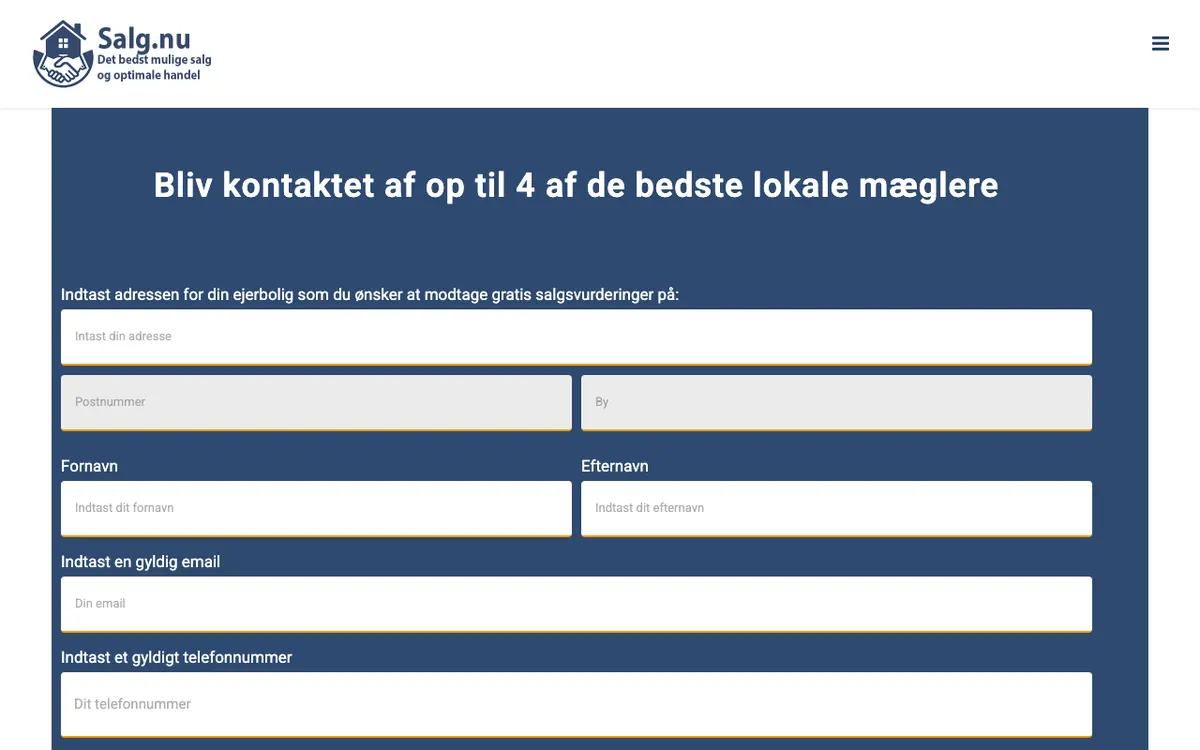 Salg.nu
Det bedst mulige salg
og optimale handel
Bliv kontaktet af op til 4 af de bedste lokale mæglere
Indtast adressen for din ejerbolig som du ønsker at modtage gratis salgsvurderinger på:
Intast din adresse
Postnummer
By
Fornavn
Efternavn
Indtast dit fornavn
Indtast dit efternavn
Indtast en gyldig email
Din email
Indtast et gyldigt telefonnummer
Dit telefonnummer